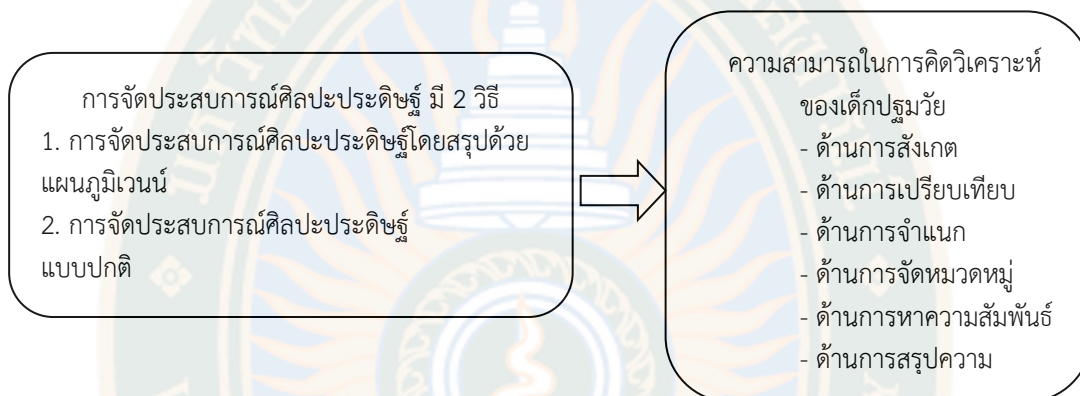 การจัดประสบการณ์ศิลปะประดิษฐ์ มี 2 วิธี
1. การจัดประสบการณ์ศิลปะประดิษฐ์โดยสรุปด้วย
แผนภูมิเวนน์
2. การจัดประสบการณ์ศิลปะประดิษฐ์
แบบปกติ
ความสามารถในการคิดวิเคราะห์
ของเด็กปฐมวัย
- ด้านการสังเกต
- ด้านการเปรียบเทียบ
- ด้านการจำแนก
- ด้านการจัดหมวดหมู่
- ด้านการหาความสัมพันธ์
- ด้านการสรุปความ